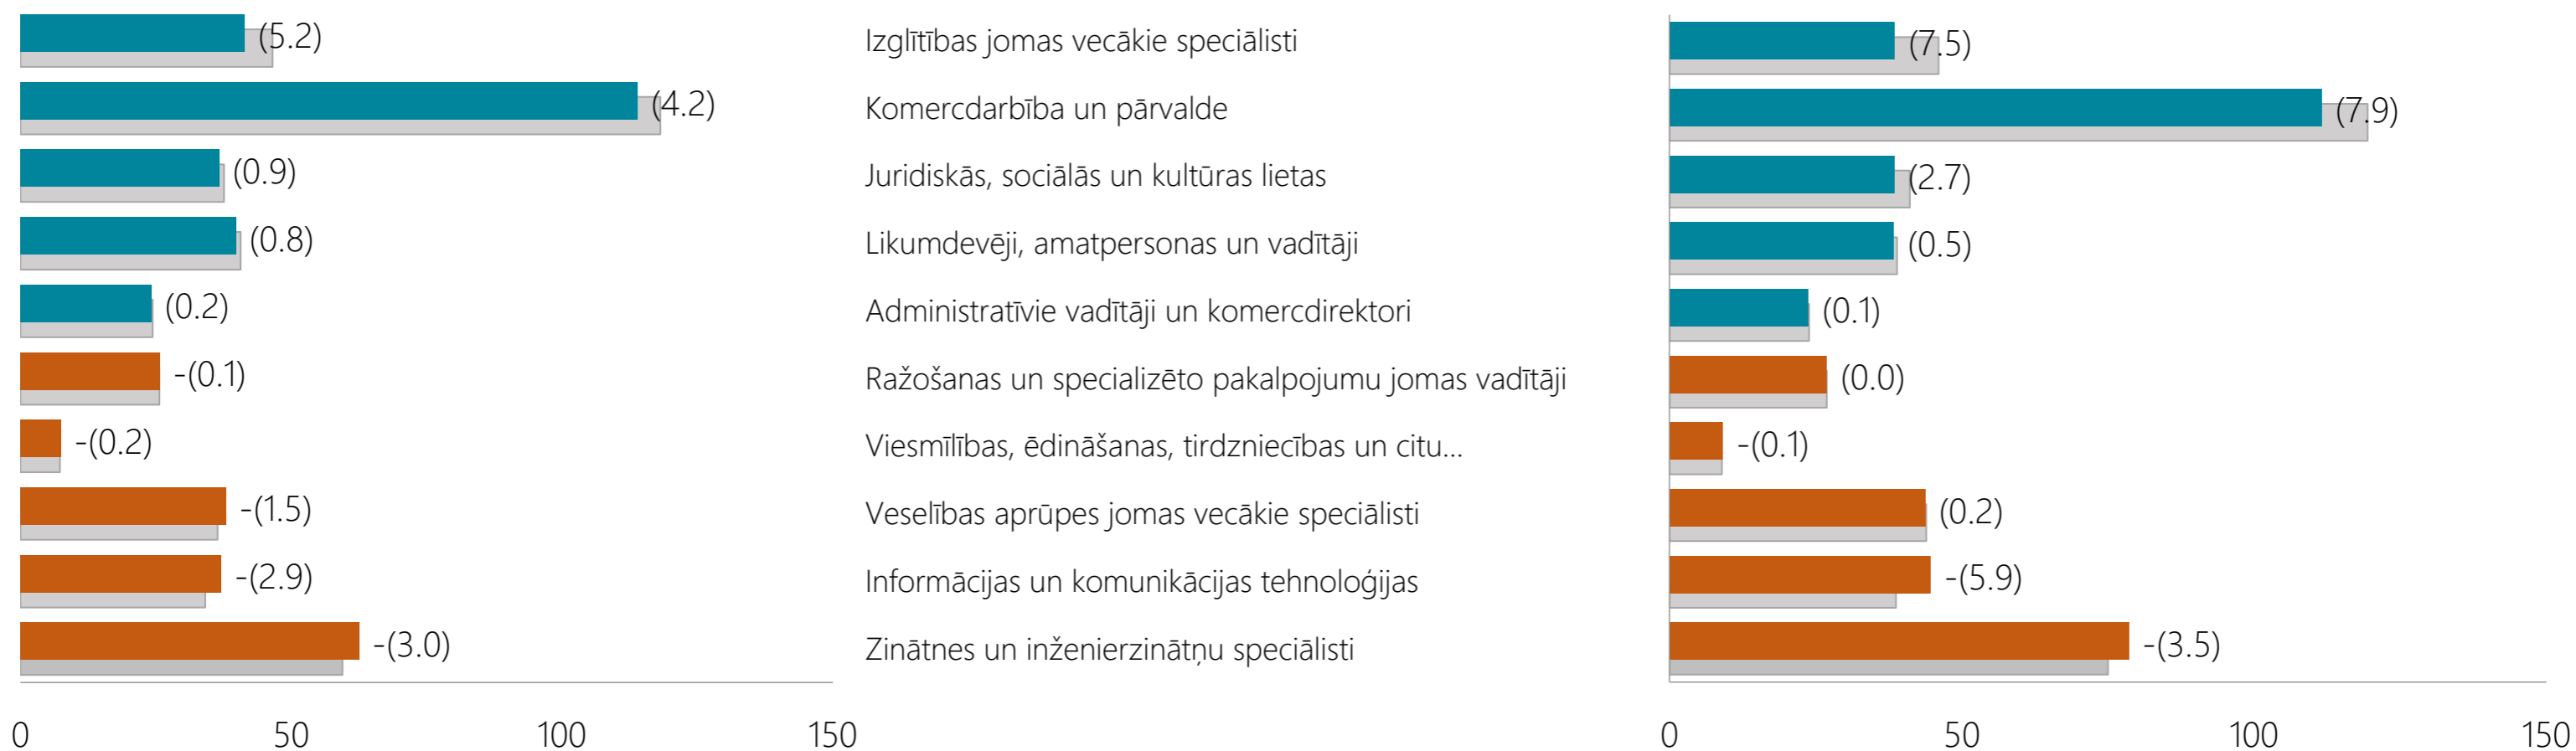 (5.2) Izglītības jomas vecākie speciālisti (7.5)
(4.2) Komercdarbība un pārvalde (7.9)
(0.9) Juridiskās, sociālās un kultūras lietas (2.7)
(0.8) Likumdevēji, amatpersonas un vadītāji (0.5)
(0.2) Administratīvie vadītāji un komercdirektori (0.1)
-(0.1) Ražošanas un specializēto pakalpojumu jomas vadītāji (0.0)
-(0.2) Viesmīlības, ēdināšanas, tirdzniecības un citu... -(0.1)
-(1.5) Veselības aprūpes jomas vecākie speciālisti (0.2)
-(2.9) Informācijas un komunikācijas tehnoloģijas -(5.9)
-(3.0) Zinātnes un inženierzinātņu speciālisti -(3.5)
0 50 100 150 0 50 100 150